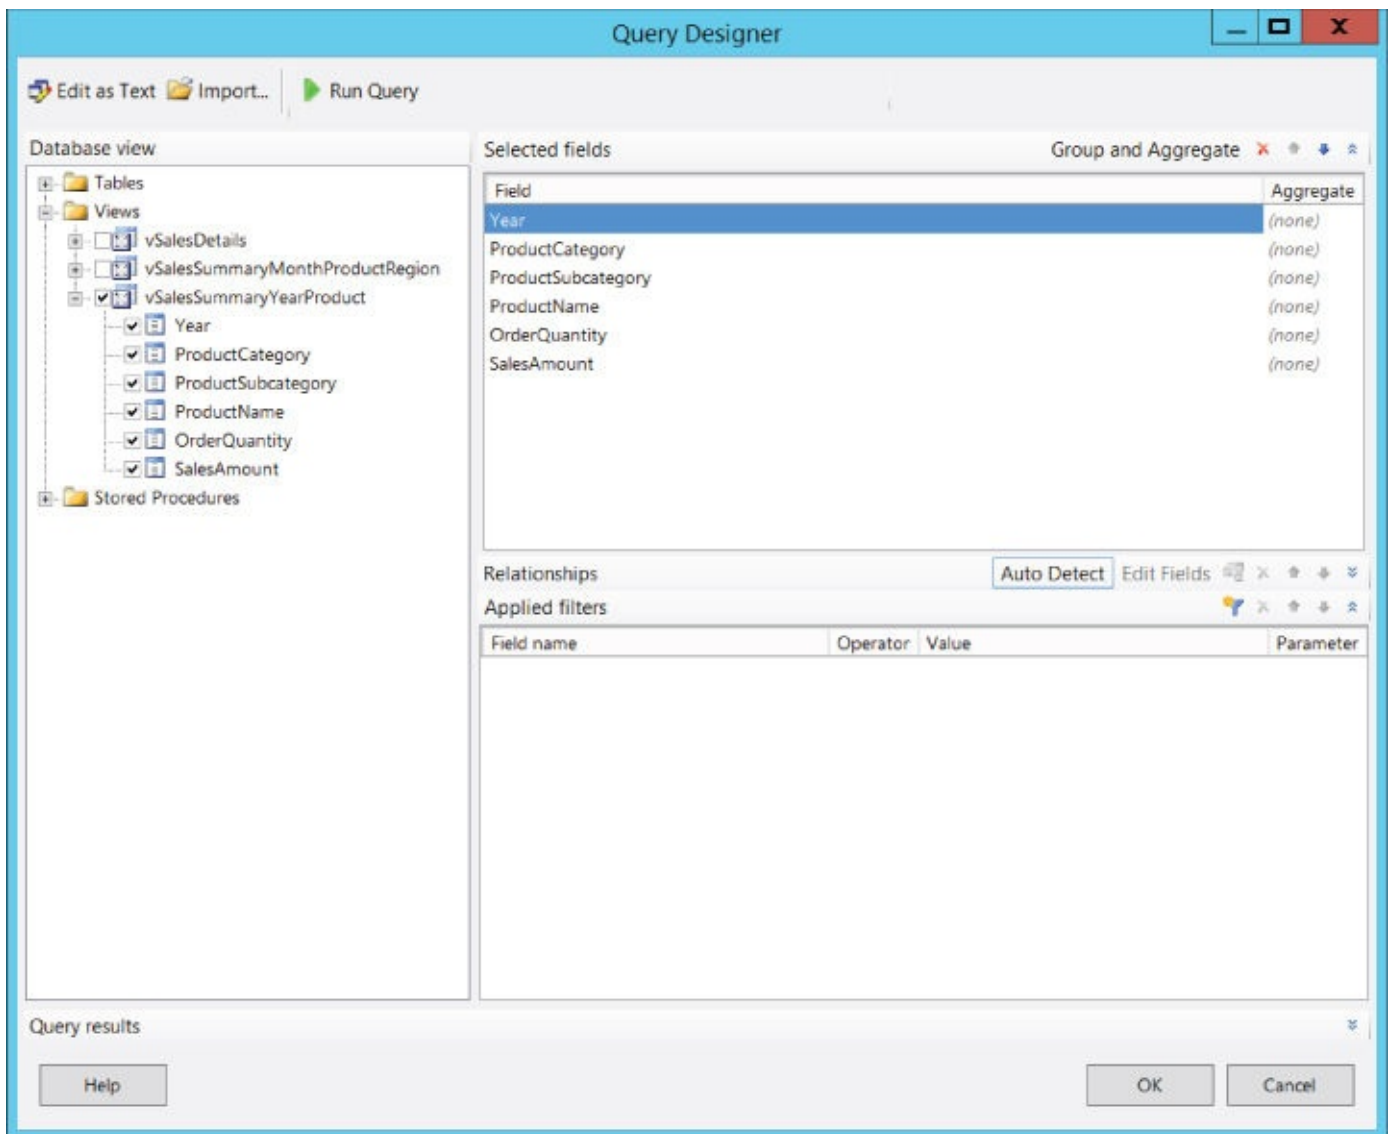 Query Designer
Edit as Text Import... Run Query
Database view
Tables
Views
vSalesDetails
vSalesSummaryMonthProductRegion
vSalesSummaryYearProduct
Year
ProductCategory
ProductSubcategory
ProductName
OrderQuantity
SalesAmount
Stored Procedures
Selected fields Group and Aggregate
Field Aggregate
Year (none)
ProductCategory (none)
ProductSubcategory (none)
ProductName (none)
OrderQuantity (none)
SalesAmount (none)
Relationships Auto Detect Edit Fields
Applied filters
Field name Operator Value Parameter
Query results
Help OK Cancel